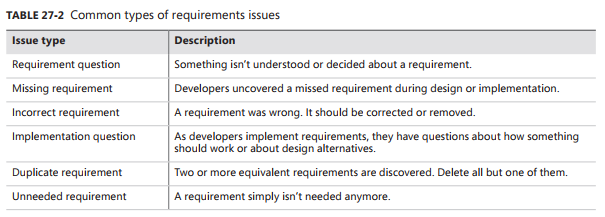 TABLE 27-2 Common types of requirements issues
Issue type Description
Requirement question Something isn't understood or decided about a requirement.
Missing requirement Developers uncovered a missed requirement during design or implementation.
Incorrect requirement A requirement was wrong. It should be corrected or removed.
Implementation question As developers implement requirements, they have questions about how something
should work or about design alternatives.
Duplicate requirement Two or more equivalent requirements are discovered. Delete all but one of them.
Unneeded requirement A requirement simply isn't needed anymore.